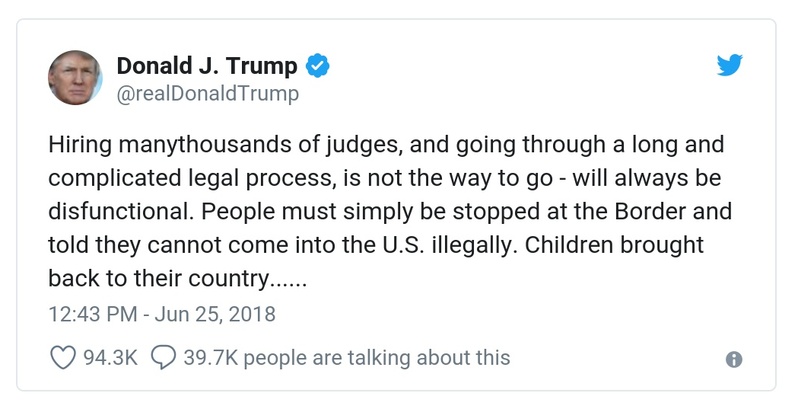 Donald J. Trump
@realDonaldTrump
Hiring manythousands of judges, and going through a long and
complicated legal process, is not the way to go - will always be
disfunctional. People must simply be stopped at the Border and
told they cannot come into the U.S. illegally. Children brought
back to their country......
12:43 PM - Jun 25, 2018
94.3K 39.7K people are talking about this